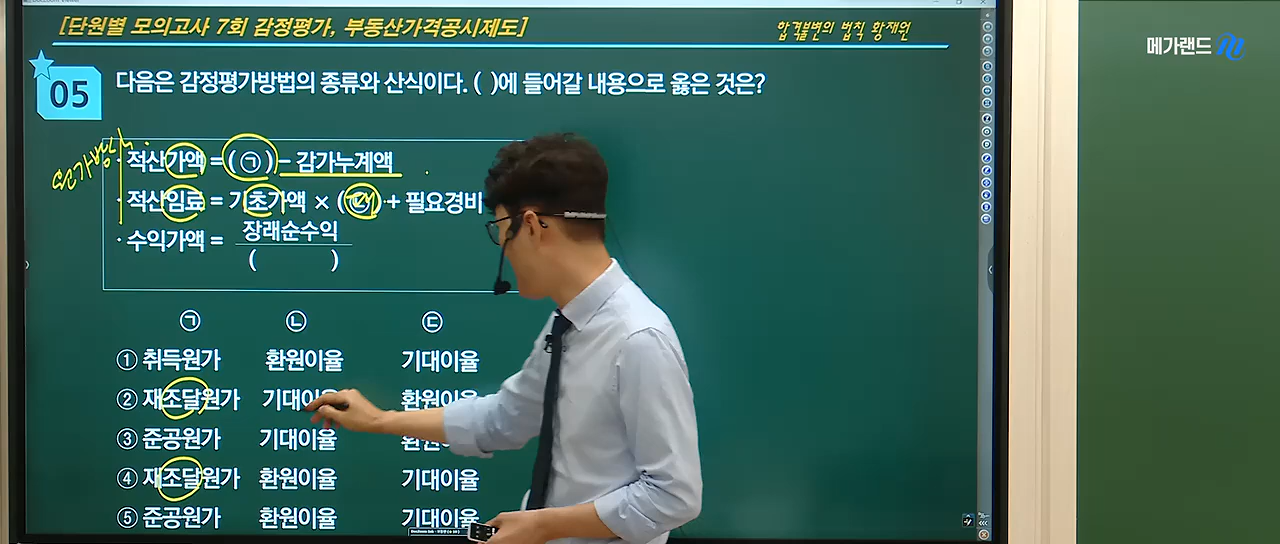 [단원별 모의고사 7회 감정평가, 부동산가격공시제도]
합격불변의 법칙 황재원
메가랜드
05
다음은 감정평가방법의 종류와 산식이다. ( )에 들어갈 내용으로 옳은 것은?
· 적산가액 = ( ㉠ ) − 감가누계액
· 적산임료 = 기초가액 × ( ) + 필요경비
· 수익가액 = 장래순수익
( )
㉠ ㉡ ㉢
① 취득원가 환원이율 기대이율
② 재조달원가 기대이율 환원이율
③ 준공원가 기대이율 환원이율
④ 재조달원가 환원이율 기대이율
⑤ 준공원가 환원이율 기대이율